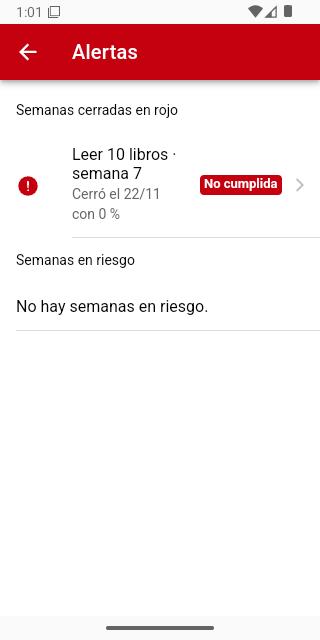 1:01
Alertas
Semanas cerradas en rojo
Leer 10 libros ·
semana 7
Cerró el 22/11
con 0 %
No cumplida
Semanas en riesgo
No hay semanas en riesgo.